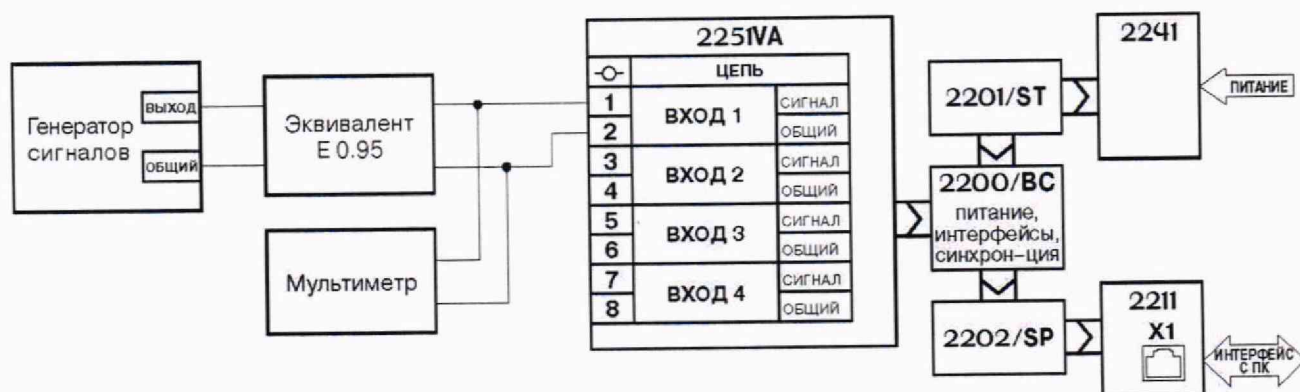 Генератор
сигналов
ВЫХОД
ОБЩИЙ
Эквивалент
Е 0.95
Мультиметр
2251VA
ЦЕПЬ
1 ВХОД 1 СИГНАЛ
2 ОБЩИЙ
3 ВХОД 2 СИГНАЛ
4 ОБЩИЙ
5 ВХОД 3 СИГНАЛ
6 ОБЩИЙ
7 ВХОД 4 СИГНАЛ
8 ОБЩИЙ
2201/ST
2241
ПИТАНИЕ
2200/BC
питание,
интерфейсы,
синхрон-ция
2202/SP
2211
X1
ИНТЕРФЕЙС
С ПК